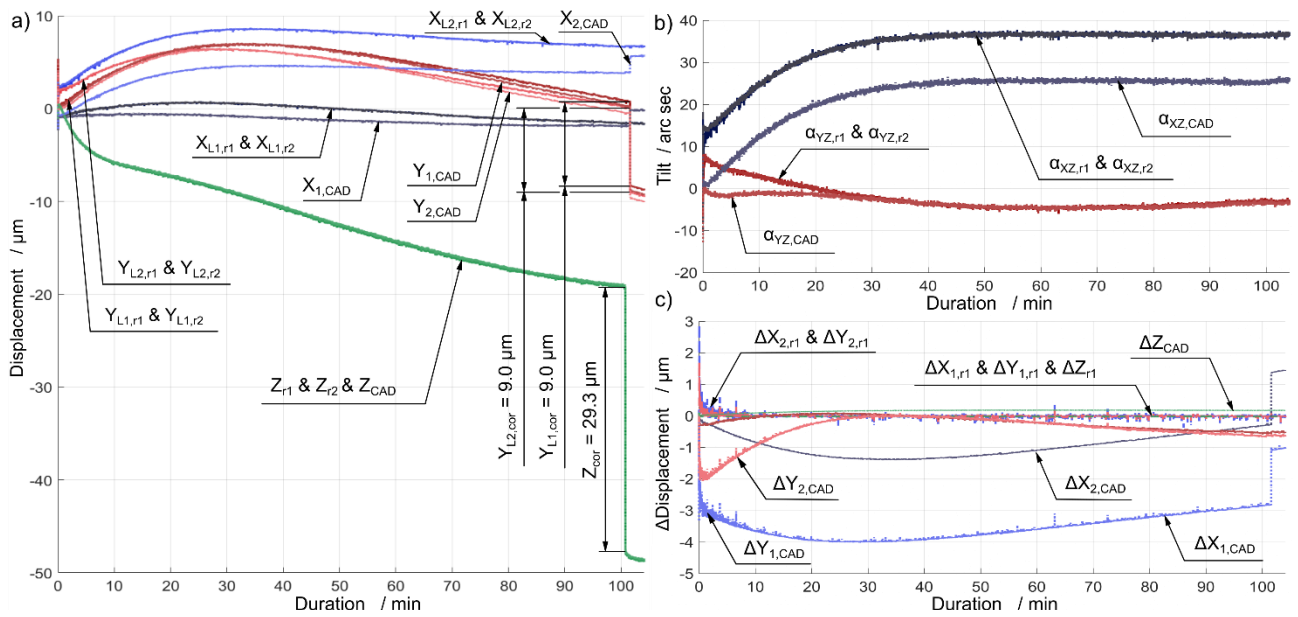 a)
X_L2,r1 & X_L2,r2
X_2,CAD
10
0
-10
-20
-30
-40
-50
Displacement / µm
X_L1,r1 & X_L1,r2
X_1,CAD
Y_1,CAD
Y_2,CAD
Y_L2,r1 & Y_L2,r2
Y_L1,r1 & Y_L1,r2
Z_r1 & Z_r2 & Z_CAD
Y_L2,cor = 9.0 µm
Y_L1,cor = 9.0 µm
Z_cor = 29.3 µm
0 10 20 30 40 50 60 70 80 90 100
Duration / min
b)
40
30
20
10
0
-10
-20
Tilt / arc sec
α_YZ,r1 & α_YZ,r2
α_XZ,CAD
α_XZ,r1 & α_XZ,r2
α_YZ,CAD
0 10 20 30 40 50 60 70 80 90 100
Duration / min
c)
3
2
1
0
-1
-2
-3
-4
-5
ΔDisplacement / µm
ΔX_2,r1 & ΔY_2,r1
ΔZ_CAD
ΔX_1,r1 & ΔY_1,r1 & ΔZ_r1
ΔY_2,CAD
ΔX_2,CAD
ΔY_1,CAD
ΔX_1,CAD
0 10 20 30 40 50 60 70 80 90 100
Duration / min